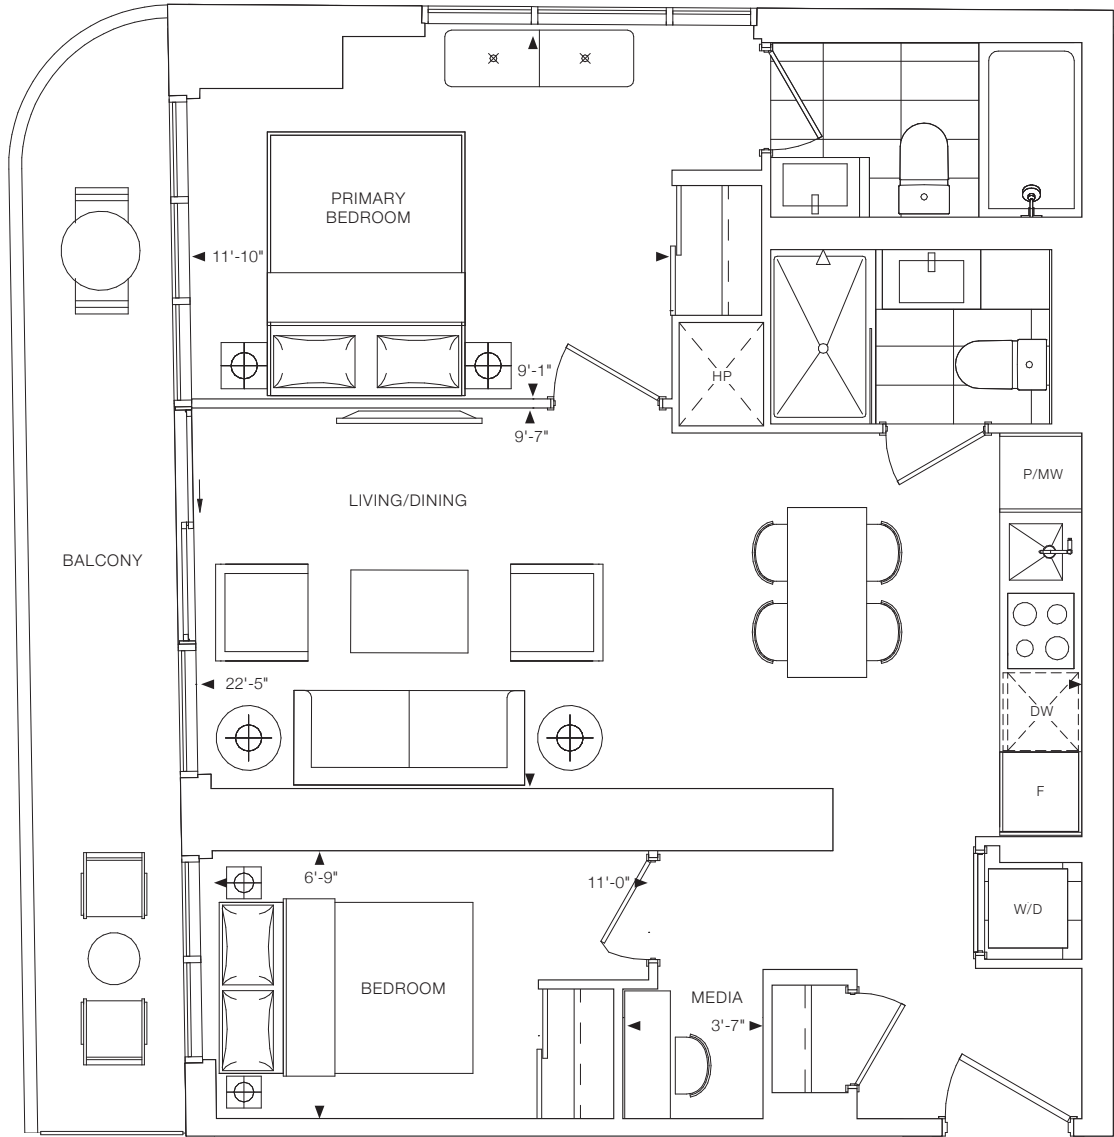 PRIMARY
BEDROOM
11'-10"
9'-1"
HP
9'-7"
P/MW
LIVING/DINING
BALCONY
22'-5"
DW
F
6'-9"
11'-0"
W/D
BEDROOM
MEDIA
3'-7"